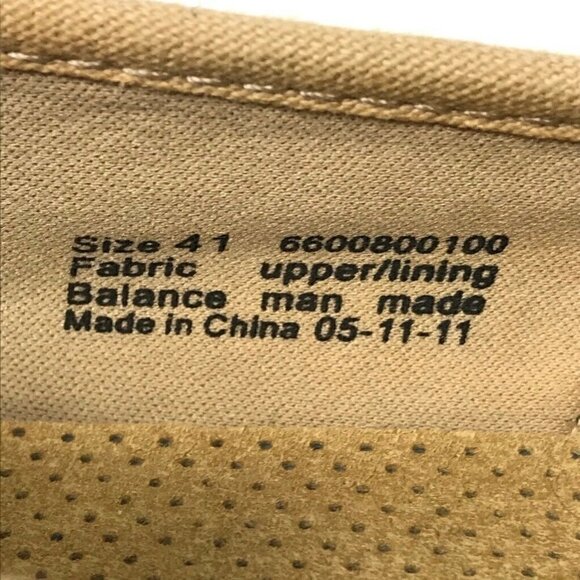 Size 41 6600800100
Fabric upper/lining
Balance man made
Made in China 05-11-11